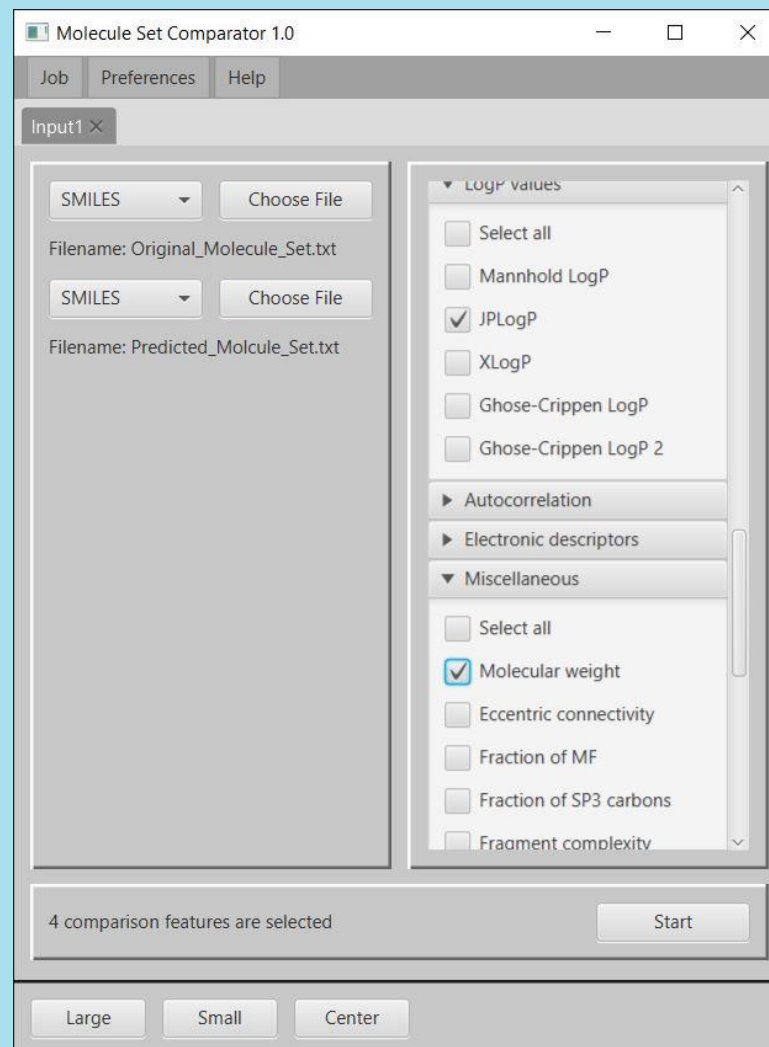 Molecule Set Comparator 1.0
Job Preferences Help
Input1
SMILES Choose File
Filename: Original_Molecule_Set.txt
SMILES Choose File
Filename: Predicted_Molcule_Set.txt
LogP values
Select all
Mannhold LogP
JPLogP
XLogP
Ghose-Crippen LogP
Ghose-Crippen LogP 2
Autocorrelation
Electronic descriptors
Miscellaneous
Select all
Molecular weight
Eccentric connectivity
Fraction of MF
Fraction of SP3 carbons
Fragment complexity
4 comparison features are selected
Start
Large Small Center